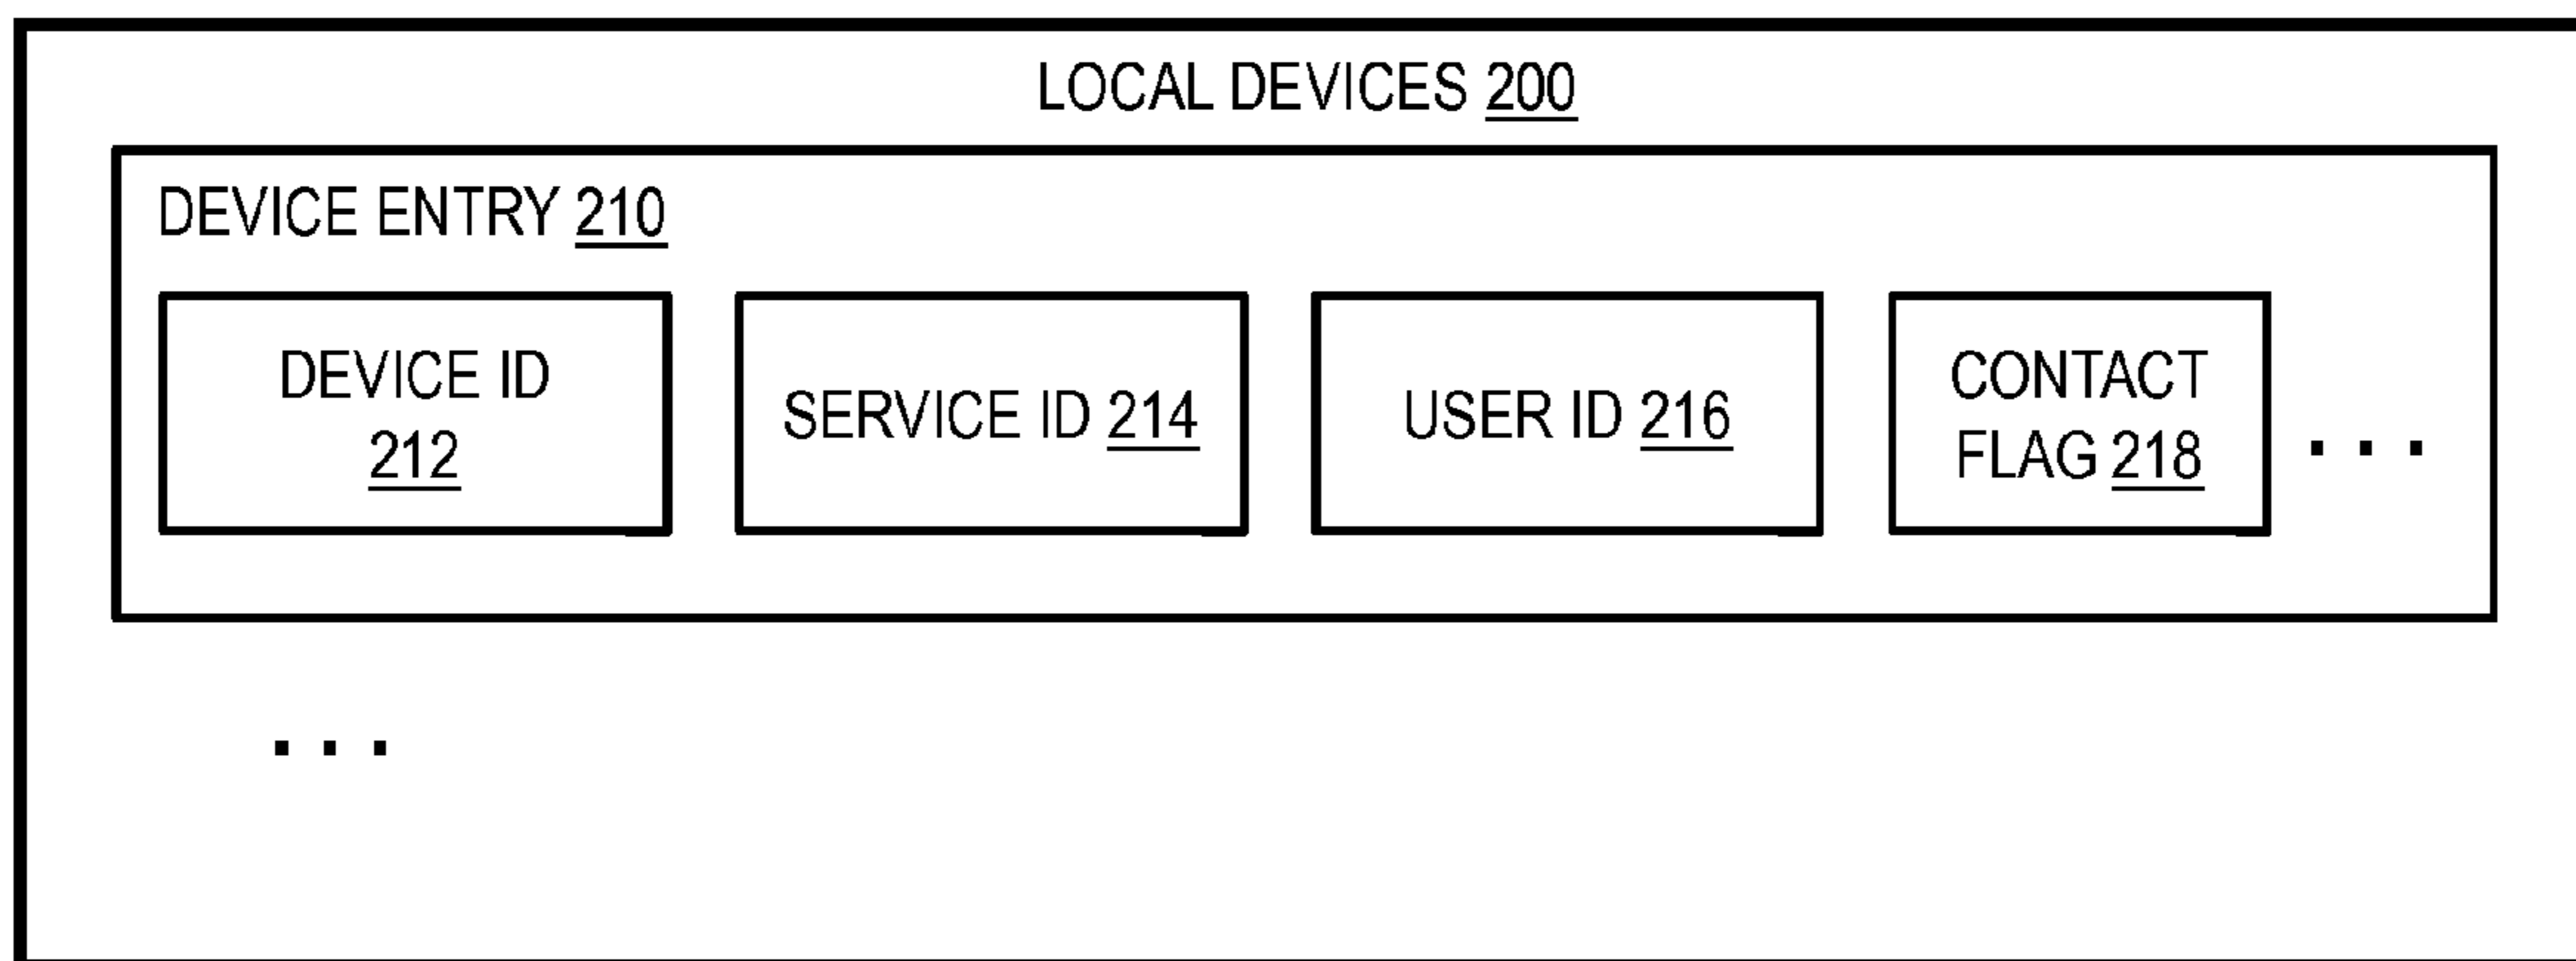 LOCAL DEVICES 200
DEVICE ENTRY 210
DEVICE ID
212
SERVICE ID 214
USER ID 216
CONTACT
FLAG 218
. . .
. . .